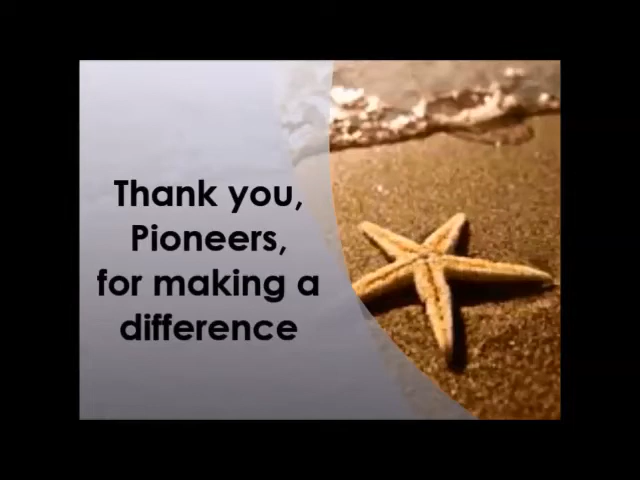 Thank you,
Pioneers,
for making a
difference